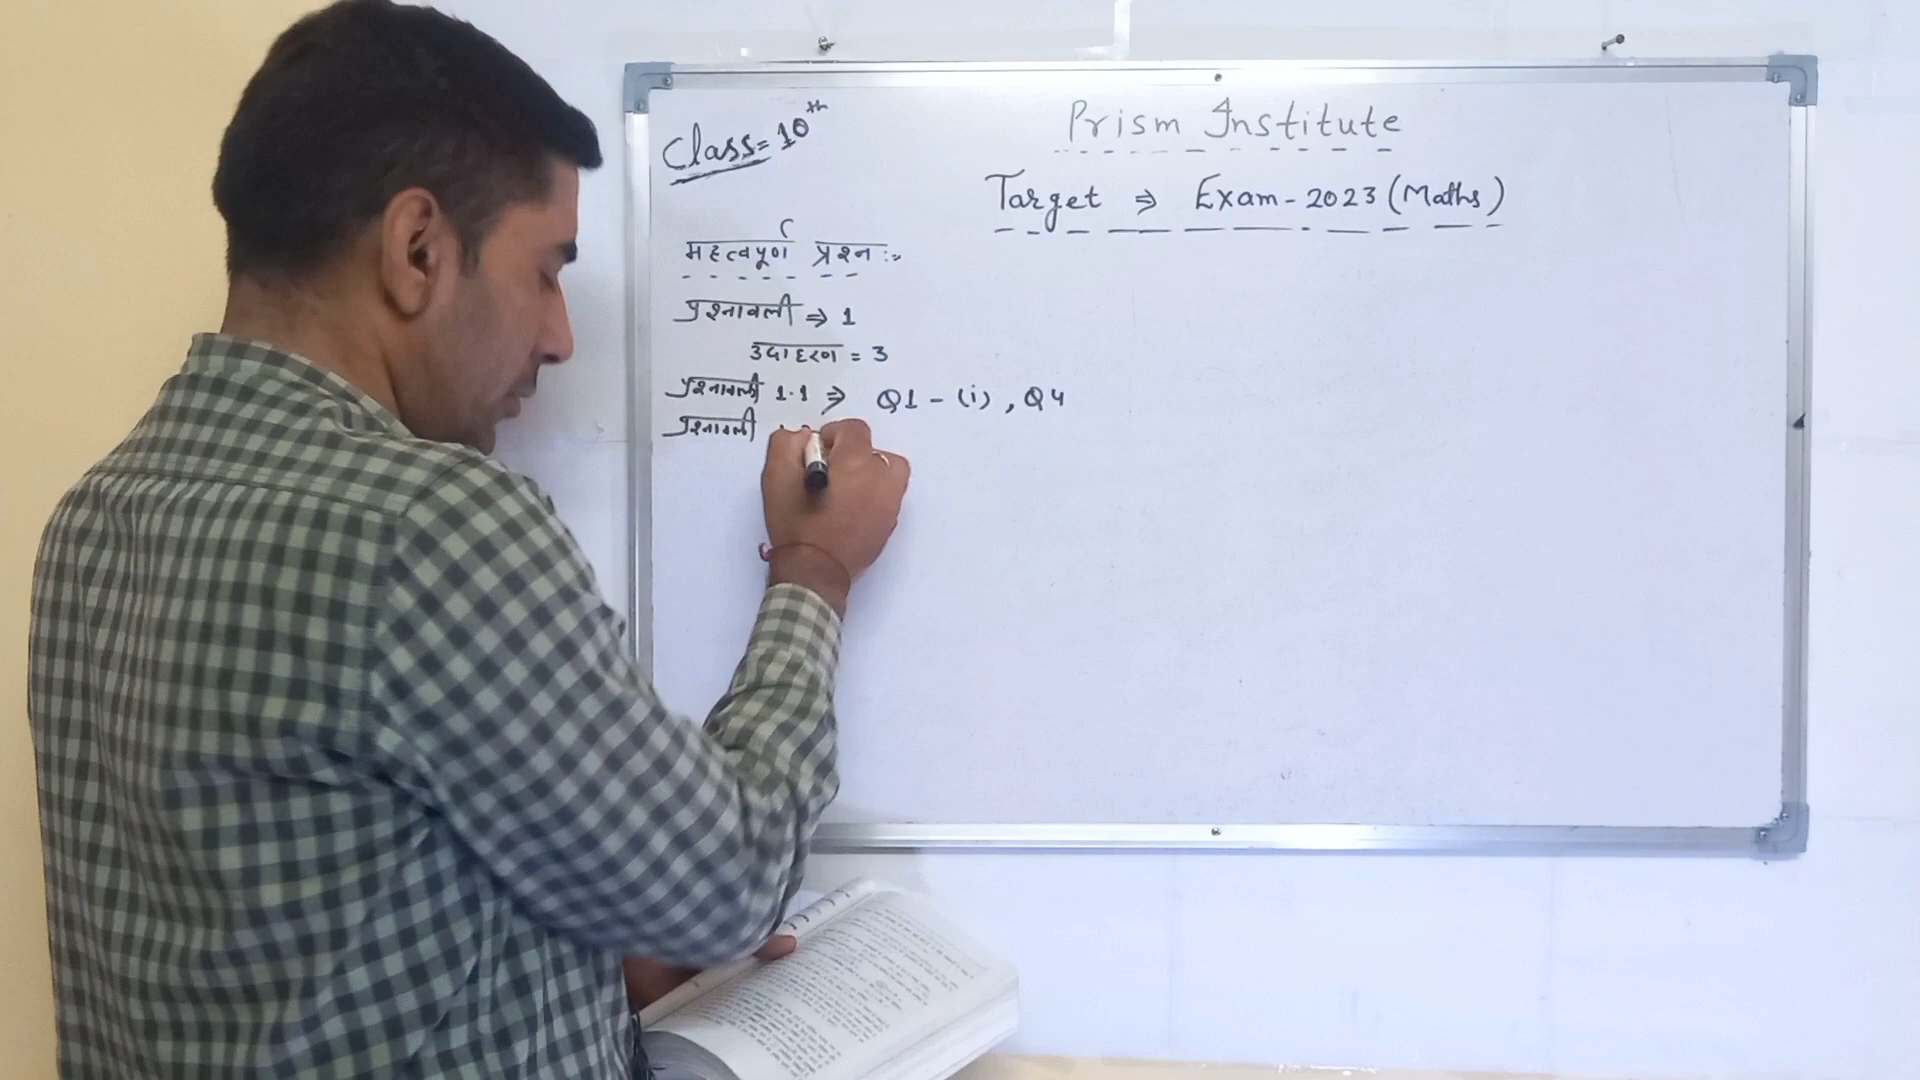 Class = 10th
Prism Institute
Target ⇒ Exam - 2023 (Maths)
महत्वपूर्ण प्रश्न :-
प्रश्नावली ⇒ 1
उदाहरण = 3
प्रश्नावली 1.1 ⇒ Q1 - (i) , Q4
प्रश्नावली